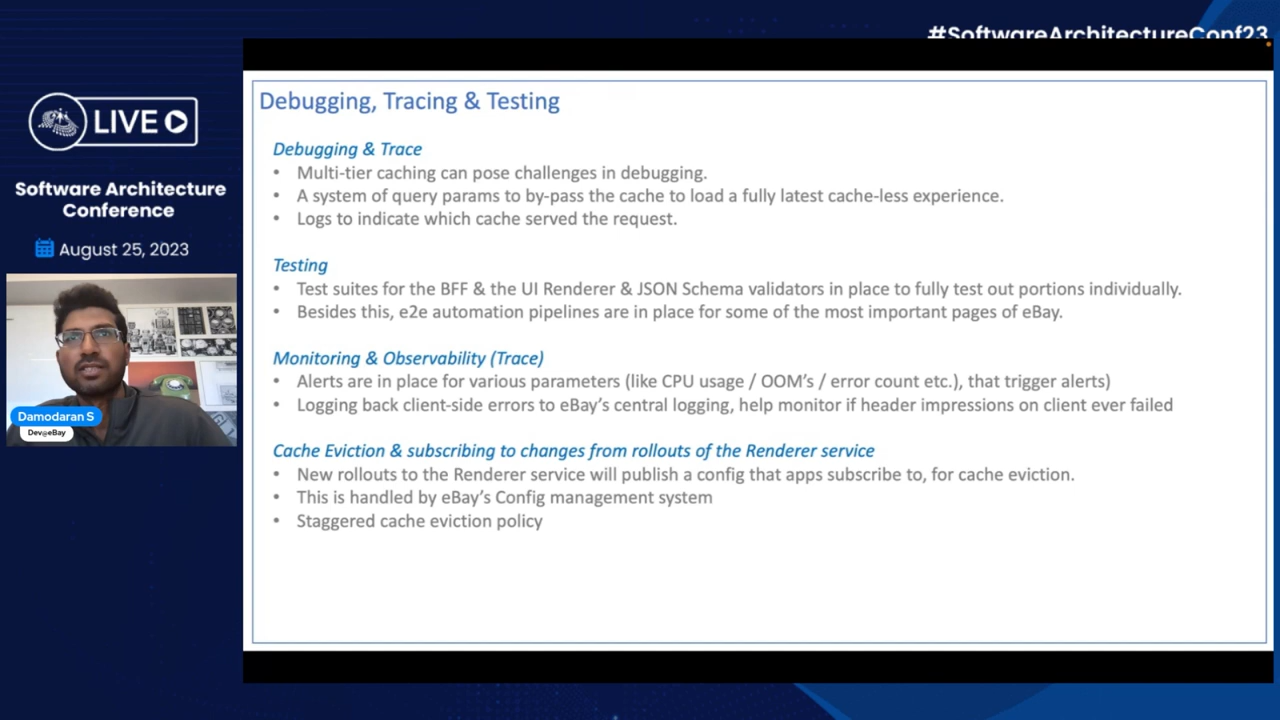 #SoftwareArchitectureConf23
LIVE
Software Architecture
Conference
August 25, 2023
Damodaran S
Dev@eBay
Debugging, Tracing & Testing
Debugging & Trace
• Multi-tier caching can pose challenges in debugging.
• A system of query params to by-pass the cache to load a fully latest cache-less experience.
• Logs to indicate which cache served the request.
Testing
• Test suites for the BFF & the UI Renderer & JSON Schema validators in place to fully test out portions individually.
• Besides this, e2e automation pipelines are in place for some of the most important pages of eBay.
Monitoring & Observability (Trace)
• Alerts are in place for various parameters (like CPU usage / OOM's / error count etc.), that trigger alerts)
• Logging back client-side errors to eBay's central logging, help monitor if header impressions on client ever failed
Cache Eviction & subscribing to changes from rollouts of the Renderer service
• New rollouts to the Renderer service will publish a config that apps subscribe to, for cache eviction.
• This is handled by eBay's Config management system
• Staggered cache eviction policy